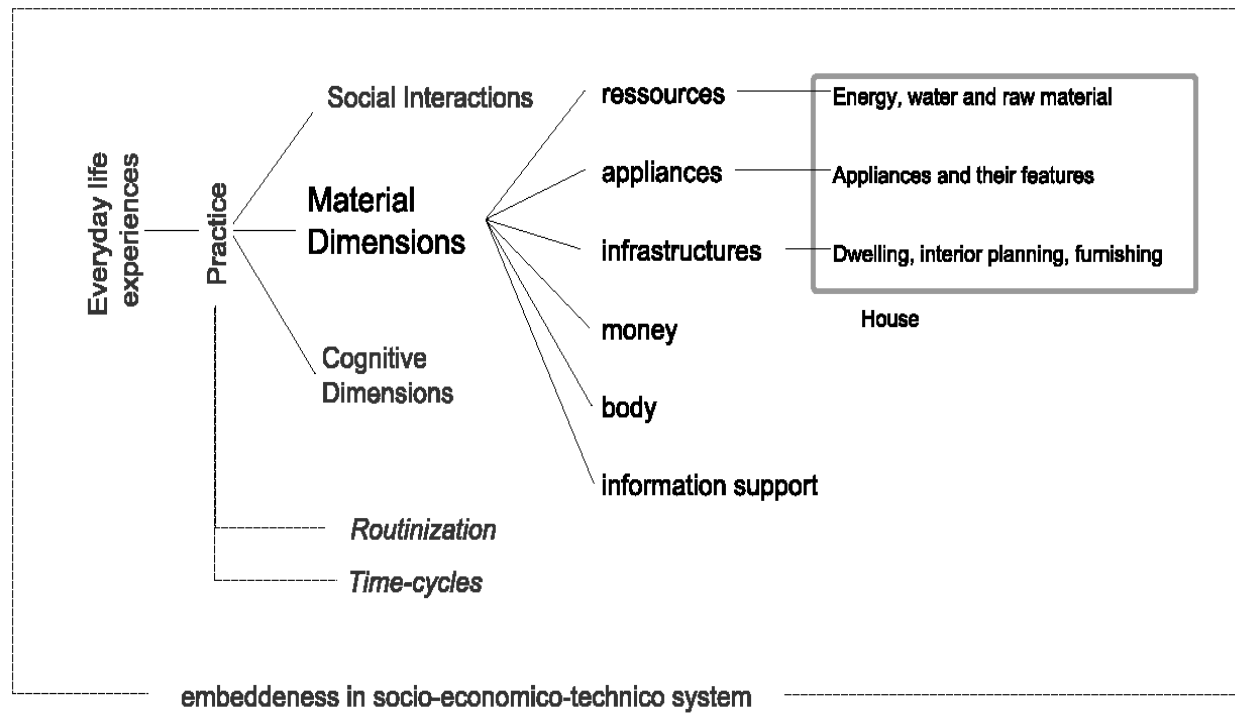 Everyday life
experiences
Practice
Social Interactions
Material
Dimensions
Cognitive
Dimensions
Routinization
Time-cycles
ressources
appliances
infrastructures
money
body
information support
Energy, water and raw material
Appliances and their features
Dwelling, interior planning, furnishing
House
embeddeness in socio-economico-technico system